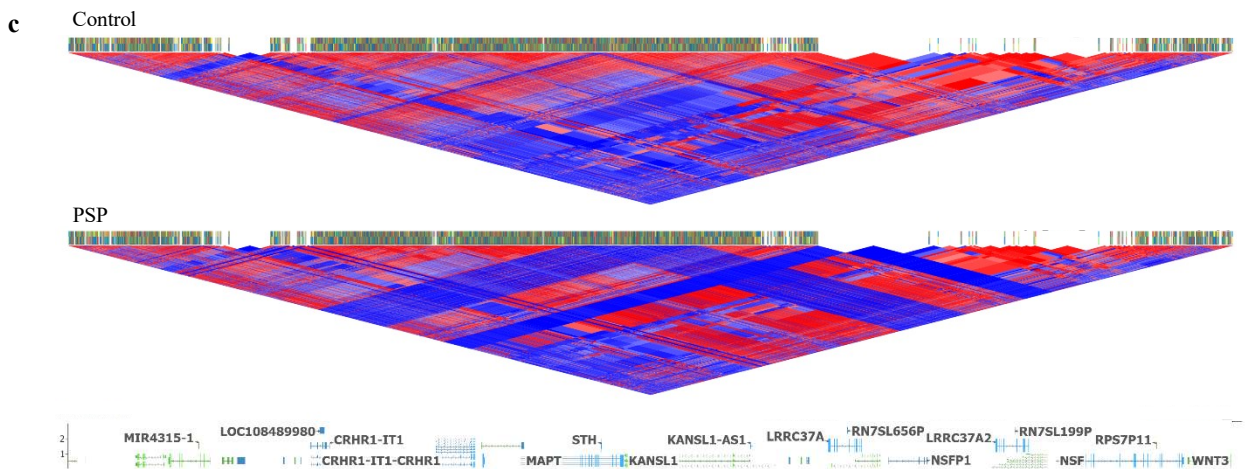 c
Control
PSP
2
1
MIR4315-1
LOC108489980
CRHR1-IT1
CRHR1-IT1-CRHR1
STH
MAPT
KANSL1
KANSL1-AS1
LRRC37A
RN7SL656P
NSFP1
LRRC37A2
RN7SL199P
NSF
RPS7P11
WNT3